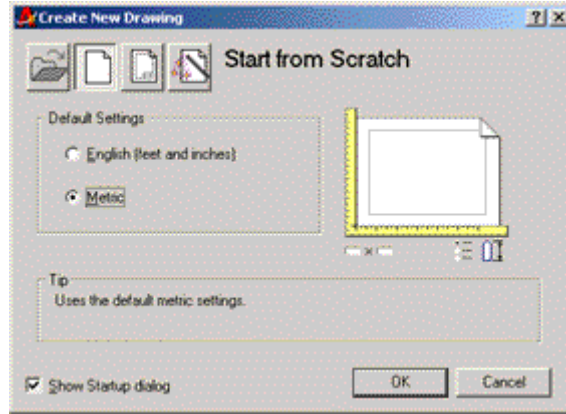 Create New Drawing
Start from Scratch
Default Settings
English (feet and inches)
Metric
Tip
Uses the default metric settings.
Show Startup dialog
OK
Cancel